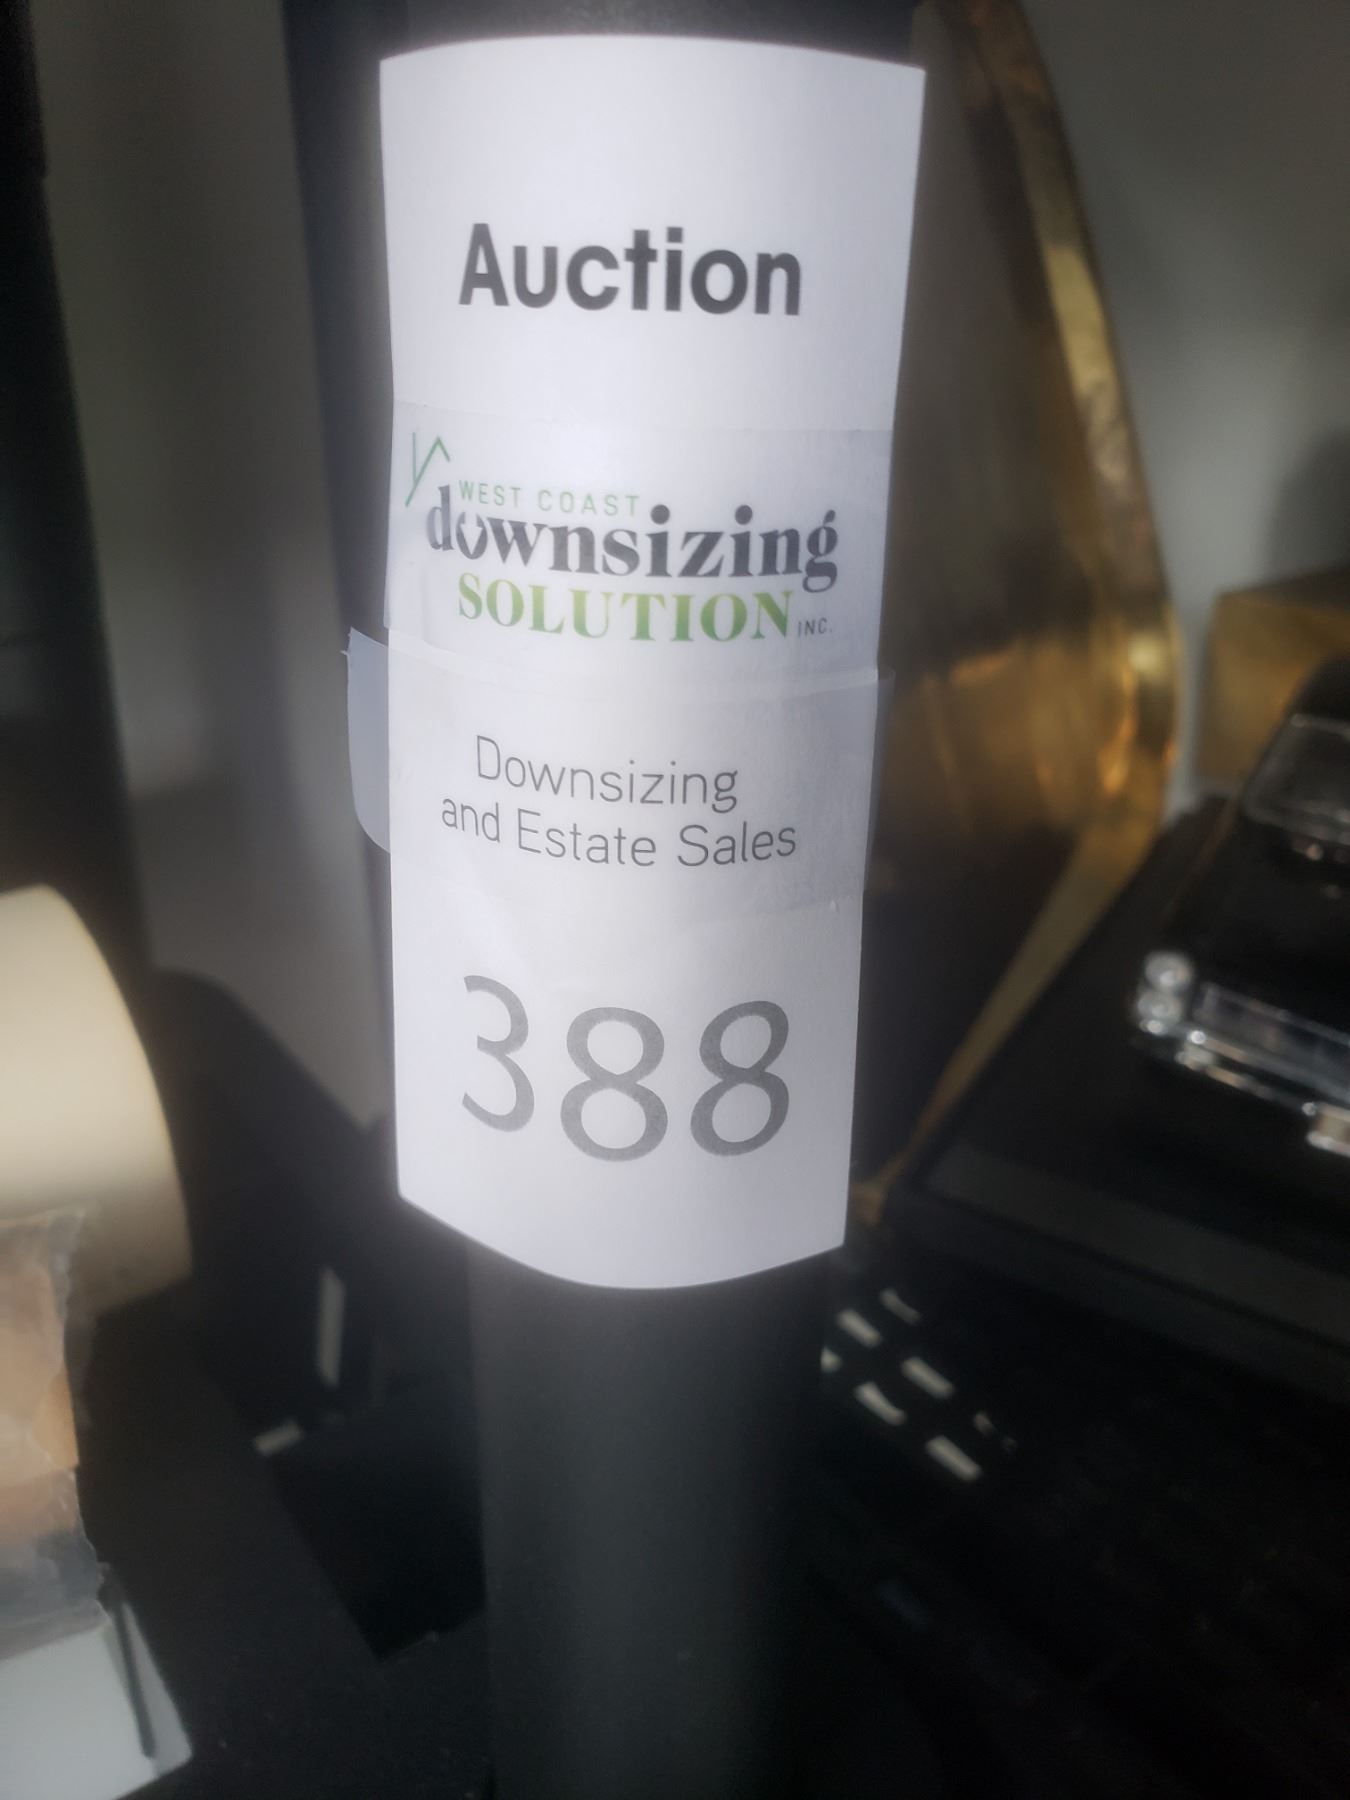 Auction
WEST COAST
downsizing
SOLUTION INC.
Downsizing
and Estate Sales
388